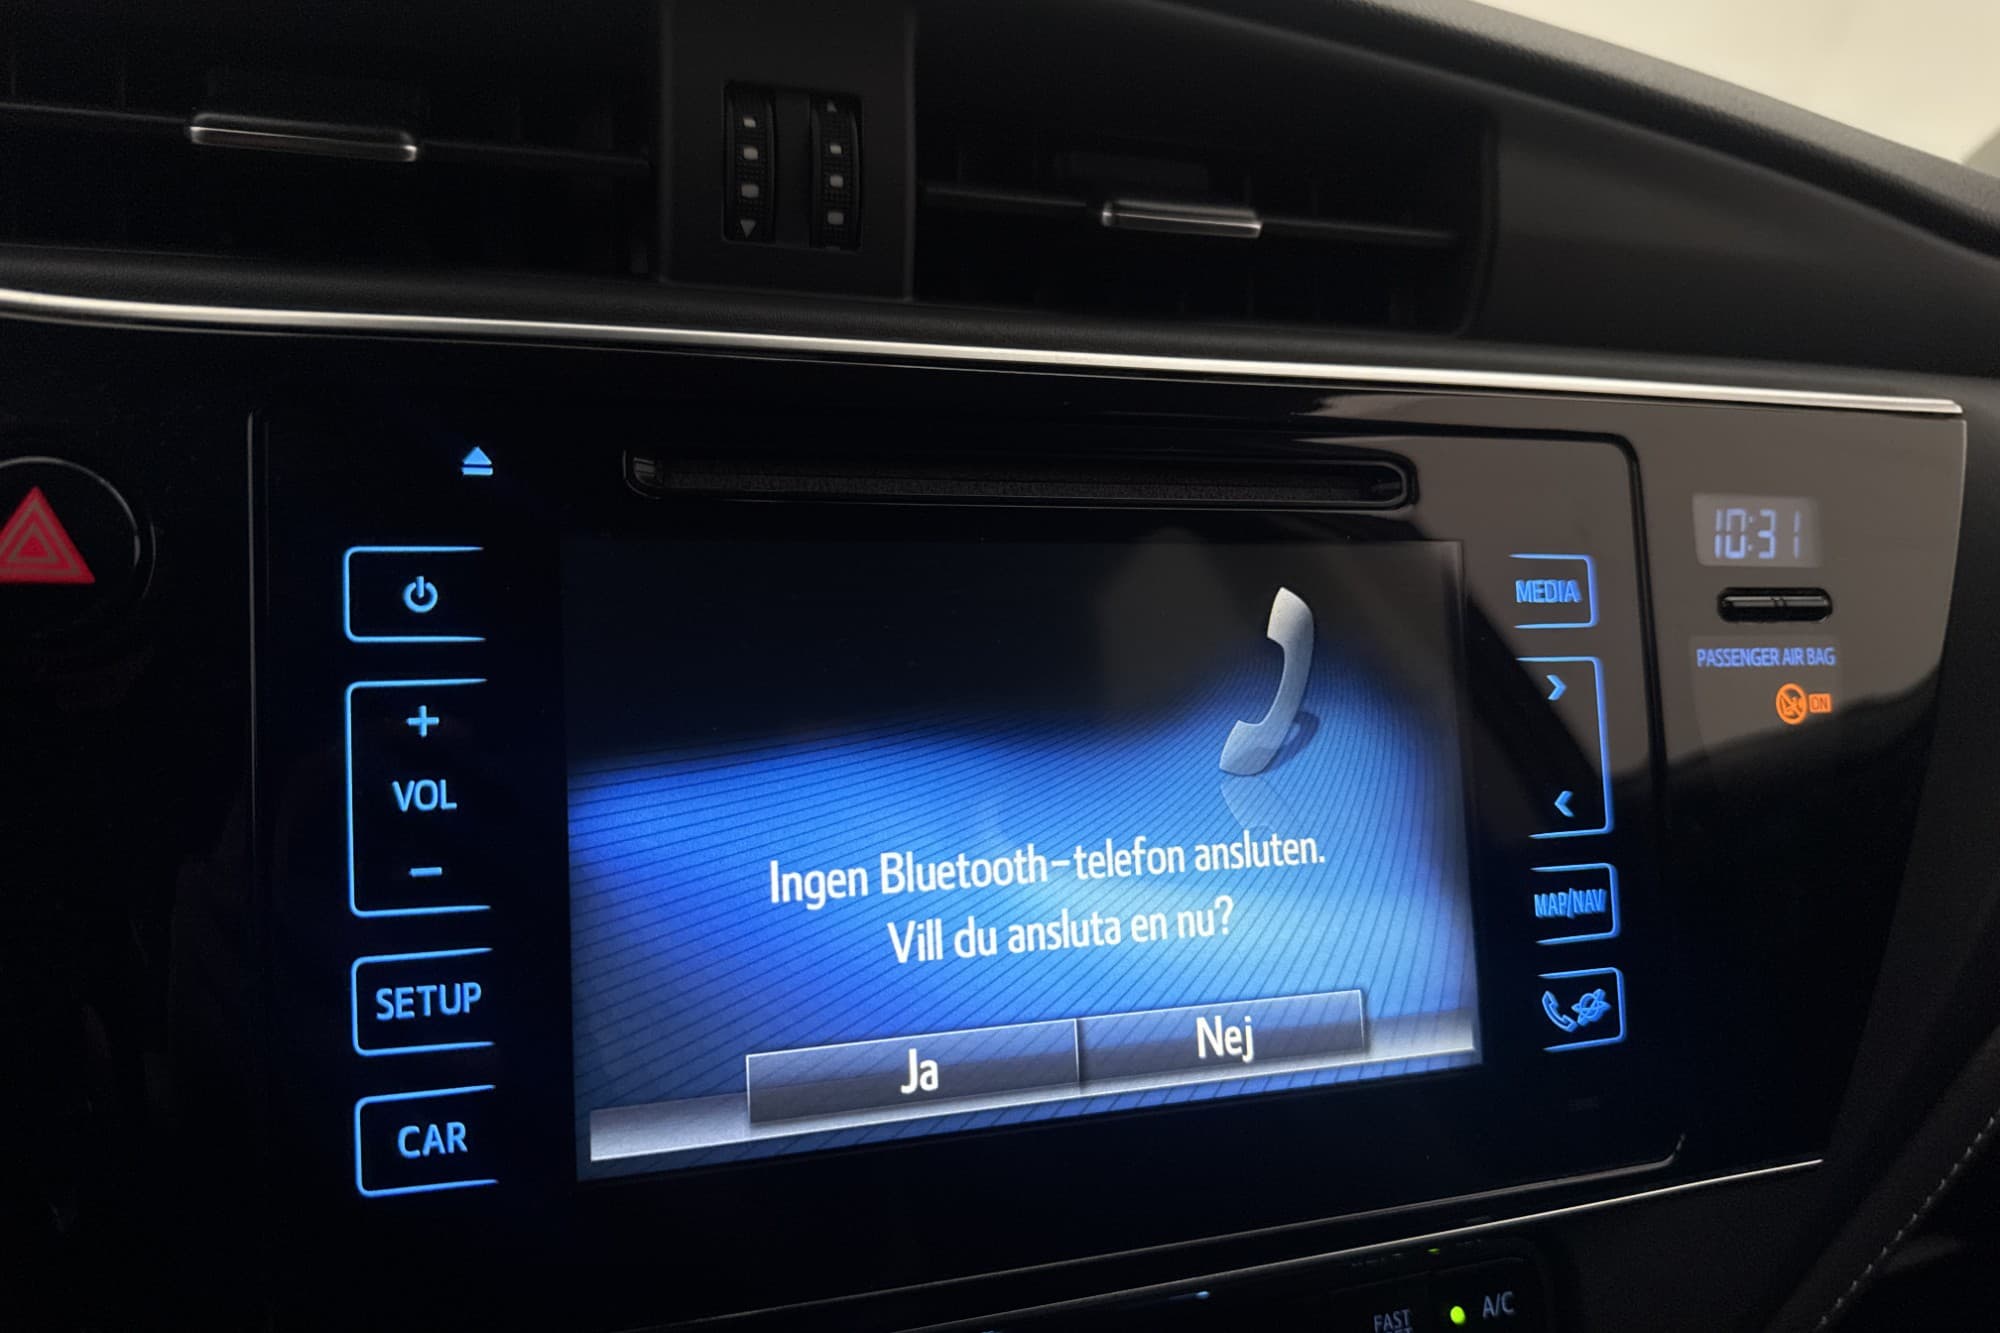 10:31
MEDIA
PASSENGER AIR BAG
ON
VOL
Ingen Bluetooth-telefon ansluten.
Vill du ansluta en nu?
MAP/NAV
SETUP
Ja
Nej
CAR
FAST
A/C